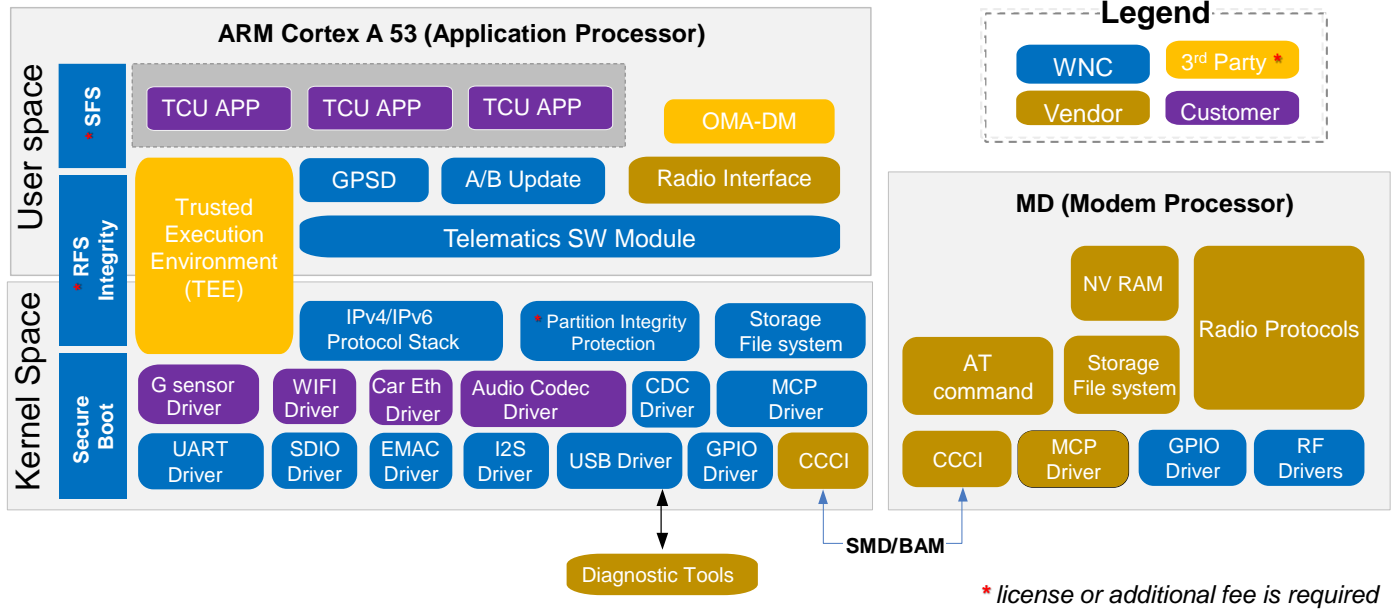 ARM Cortex A 53 (Application Processor)
User space
* SFS
TCU APP
TCU APP
TCU APP
OMA-DM
* RFS
Integrity
Trusted
Execution
Environment
(TEE)
GPSD
A/B Update
Radio Interface
Telematics SW Module
Kernel Space
IPv4/IPv6
Protocol Stack
* Partition Integrity
Protection
Storage
File system
Secure
Boot
G sensor
Driver
WIFI
Driver
Car Eth
Driver
Audio Codec
Driver
CDC
Driver
MCP
Driver
UART
Driver
SDIO
Driver
EMAC
Driver
I2S
Driver
USB Driver
GPIO
Driver
CCCI
SMD/BAM
Diagnostic Tools
Legend
WNC
3rd Party *
Vendor
Customer
MD (Modem Processor)
NV RAM
Radio Protocols
AT
command
Storage
File system
CCCI
MCP
Driver
GPIO
Driver
RF
Drivers
* license or additional fee is required